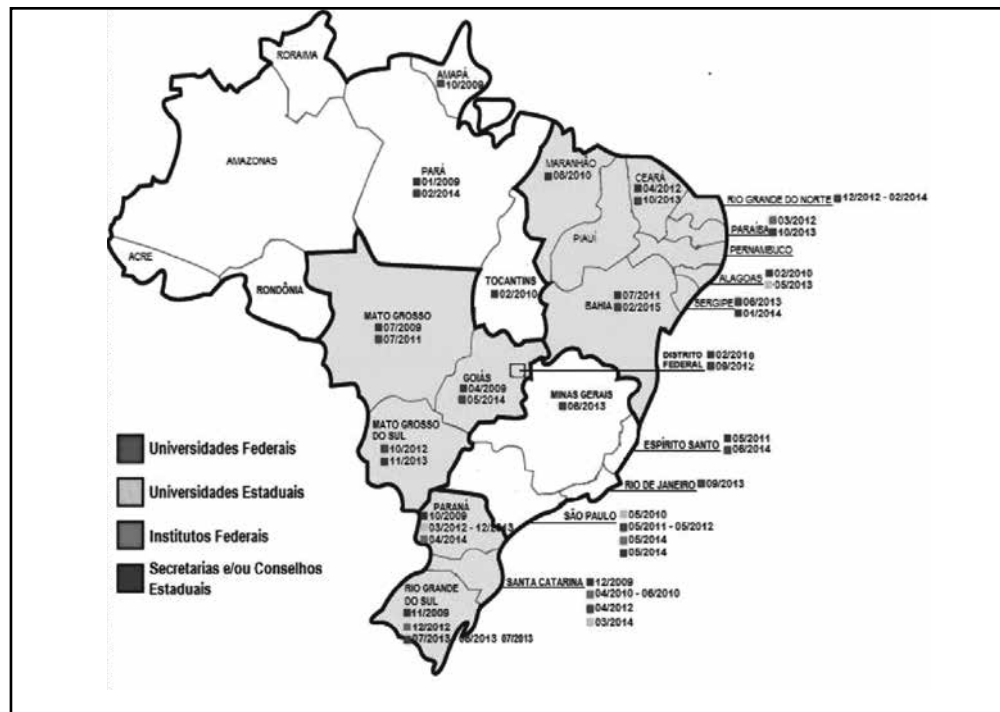 RORAIMA
AMAPÁ
10/2009
AMAZONAS
PARÁ
01/2009
02/2014
MARANHÃO
08/2010
CEARÁ
04/2012
10/2013
RIO GRANDE DO NORTE 12/2012 - 02/2014
PARAÍBA
03/2012
10/2013
PIAUÍ
PERNAMBUCO
ACRE
RONDÔNIA
TOCANTINS
02/2010
ALAGOAS
02/2010
05/2013
BAHIA
07/2011
02/2015
SERGIPE
06/2013
01/2014
MATO GROSSO
07/2009
07/2011
DISTRITO
FEDERAL
02/2010
09/2012
GOIÁS
04/2009
05/2014
MINAS GERAIS
06/2013
MATO GROSSO
DO SUL
10/2012
11/2013
ESPÍRITO SANTO
05/2011
06/2014
RIO DE JANEIRO 09/2013
PARANÁ
10/2009
03/2012 - 12/2013
04/2014
SÃO PAULO
05/2010
05/2011 - 05/2012
05/2014
05/2014
SANTA CATARINA
12/2009
04/2010 - 06/2010
04/2012
03/2014
RIO GRANDE
DO SUL
11/2009
12/2012
07/2013 07/2013
Universidades Federais
Universidades Estaduais
Institutos Federais
Secretarias e/ou Conselhos
Estaduais